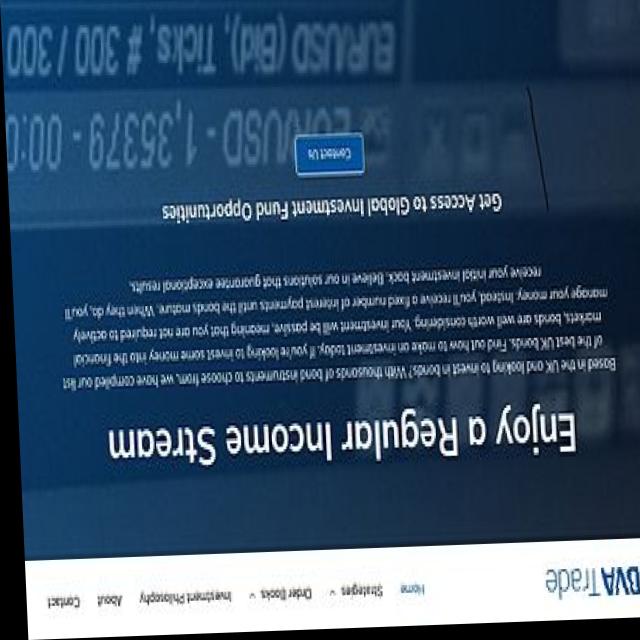 BVATrade
Home Strategies Order Books Investment Philosophy About Contact
Enjoy a Regular Income Stream
Based in the UK and looking to invest in bonds? With thousands of bond instruments to choose from, we have compiled our list
of the best UK bonds. Find out how to make an investment today. If you're looking to invest some money into the financial
markets, bonds are well worth considering. Your investment will be passive, meaning that you are not required to actively
manage your money. Instead, you'll receive a fixed number of interest payments until the bonds mature. When they do, you'll
receive your initial investment back. Believe in our solutions that guarantee exceptional results.
Get Access to Global Investment Fund Opportunities
Contact Us
EURUSD - 1,35379 - 00:0
EURUSD (Bid), Ticks, # 300 / 300